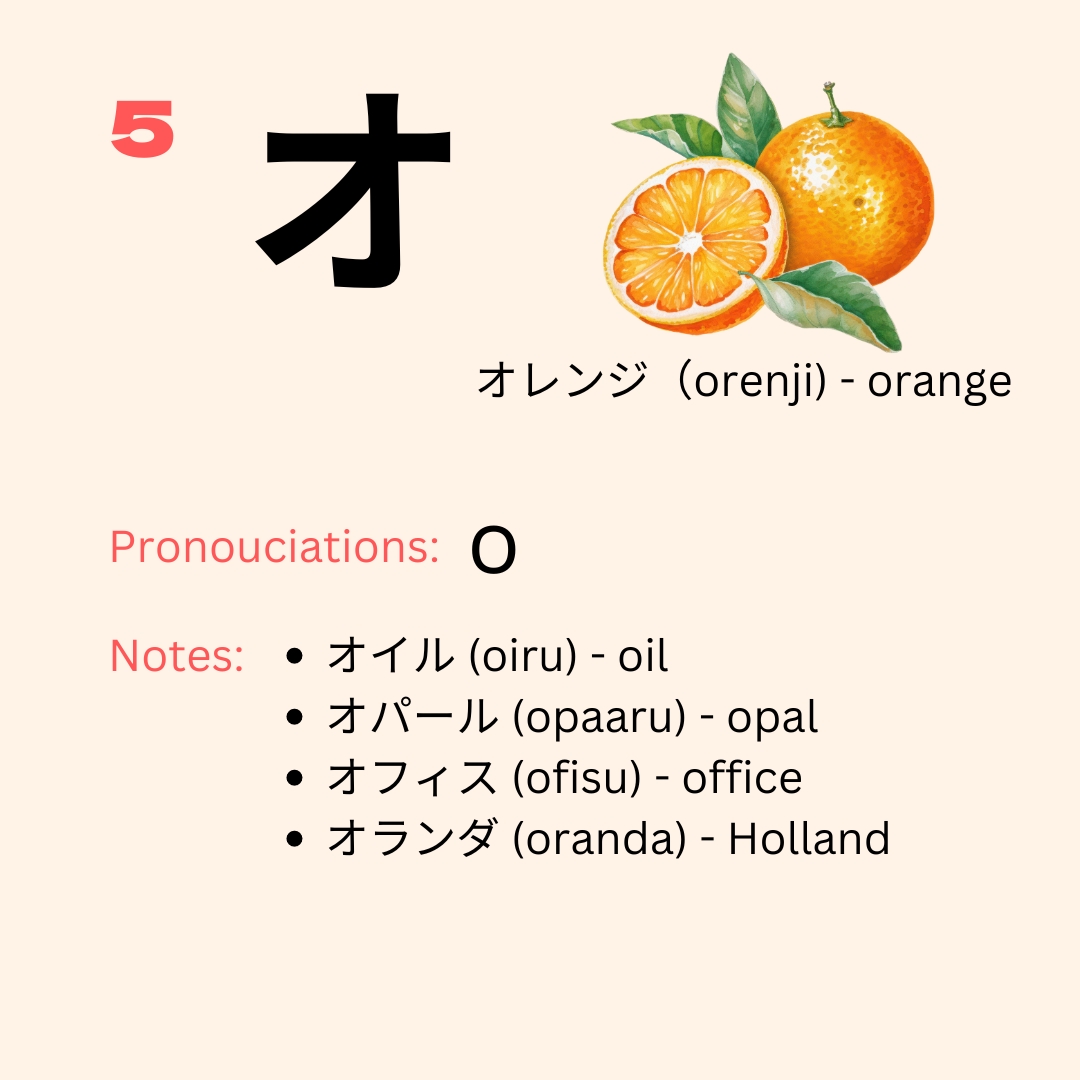 5
オ
オレンジ（orenji) - orange
Pronouciations: O
Notes:
• オイル (oiru) - oil
• オパール (opaaru) - opal
• オフィス (ofisu) - office
• オランダ (oranda) - Holland